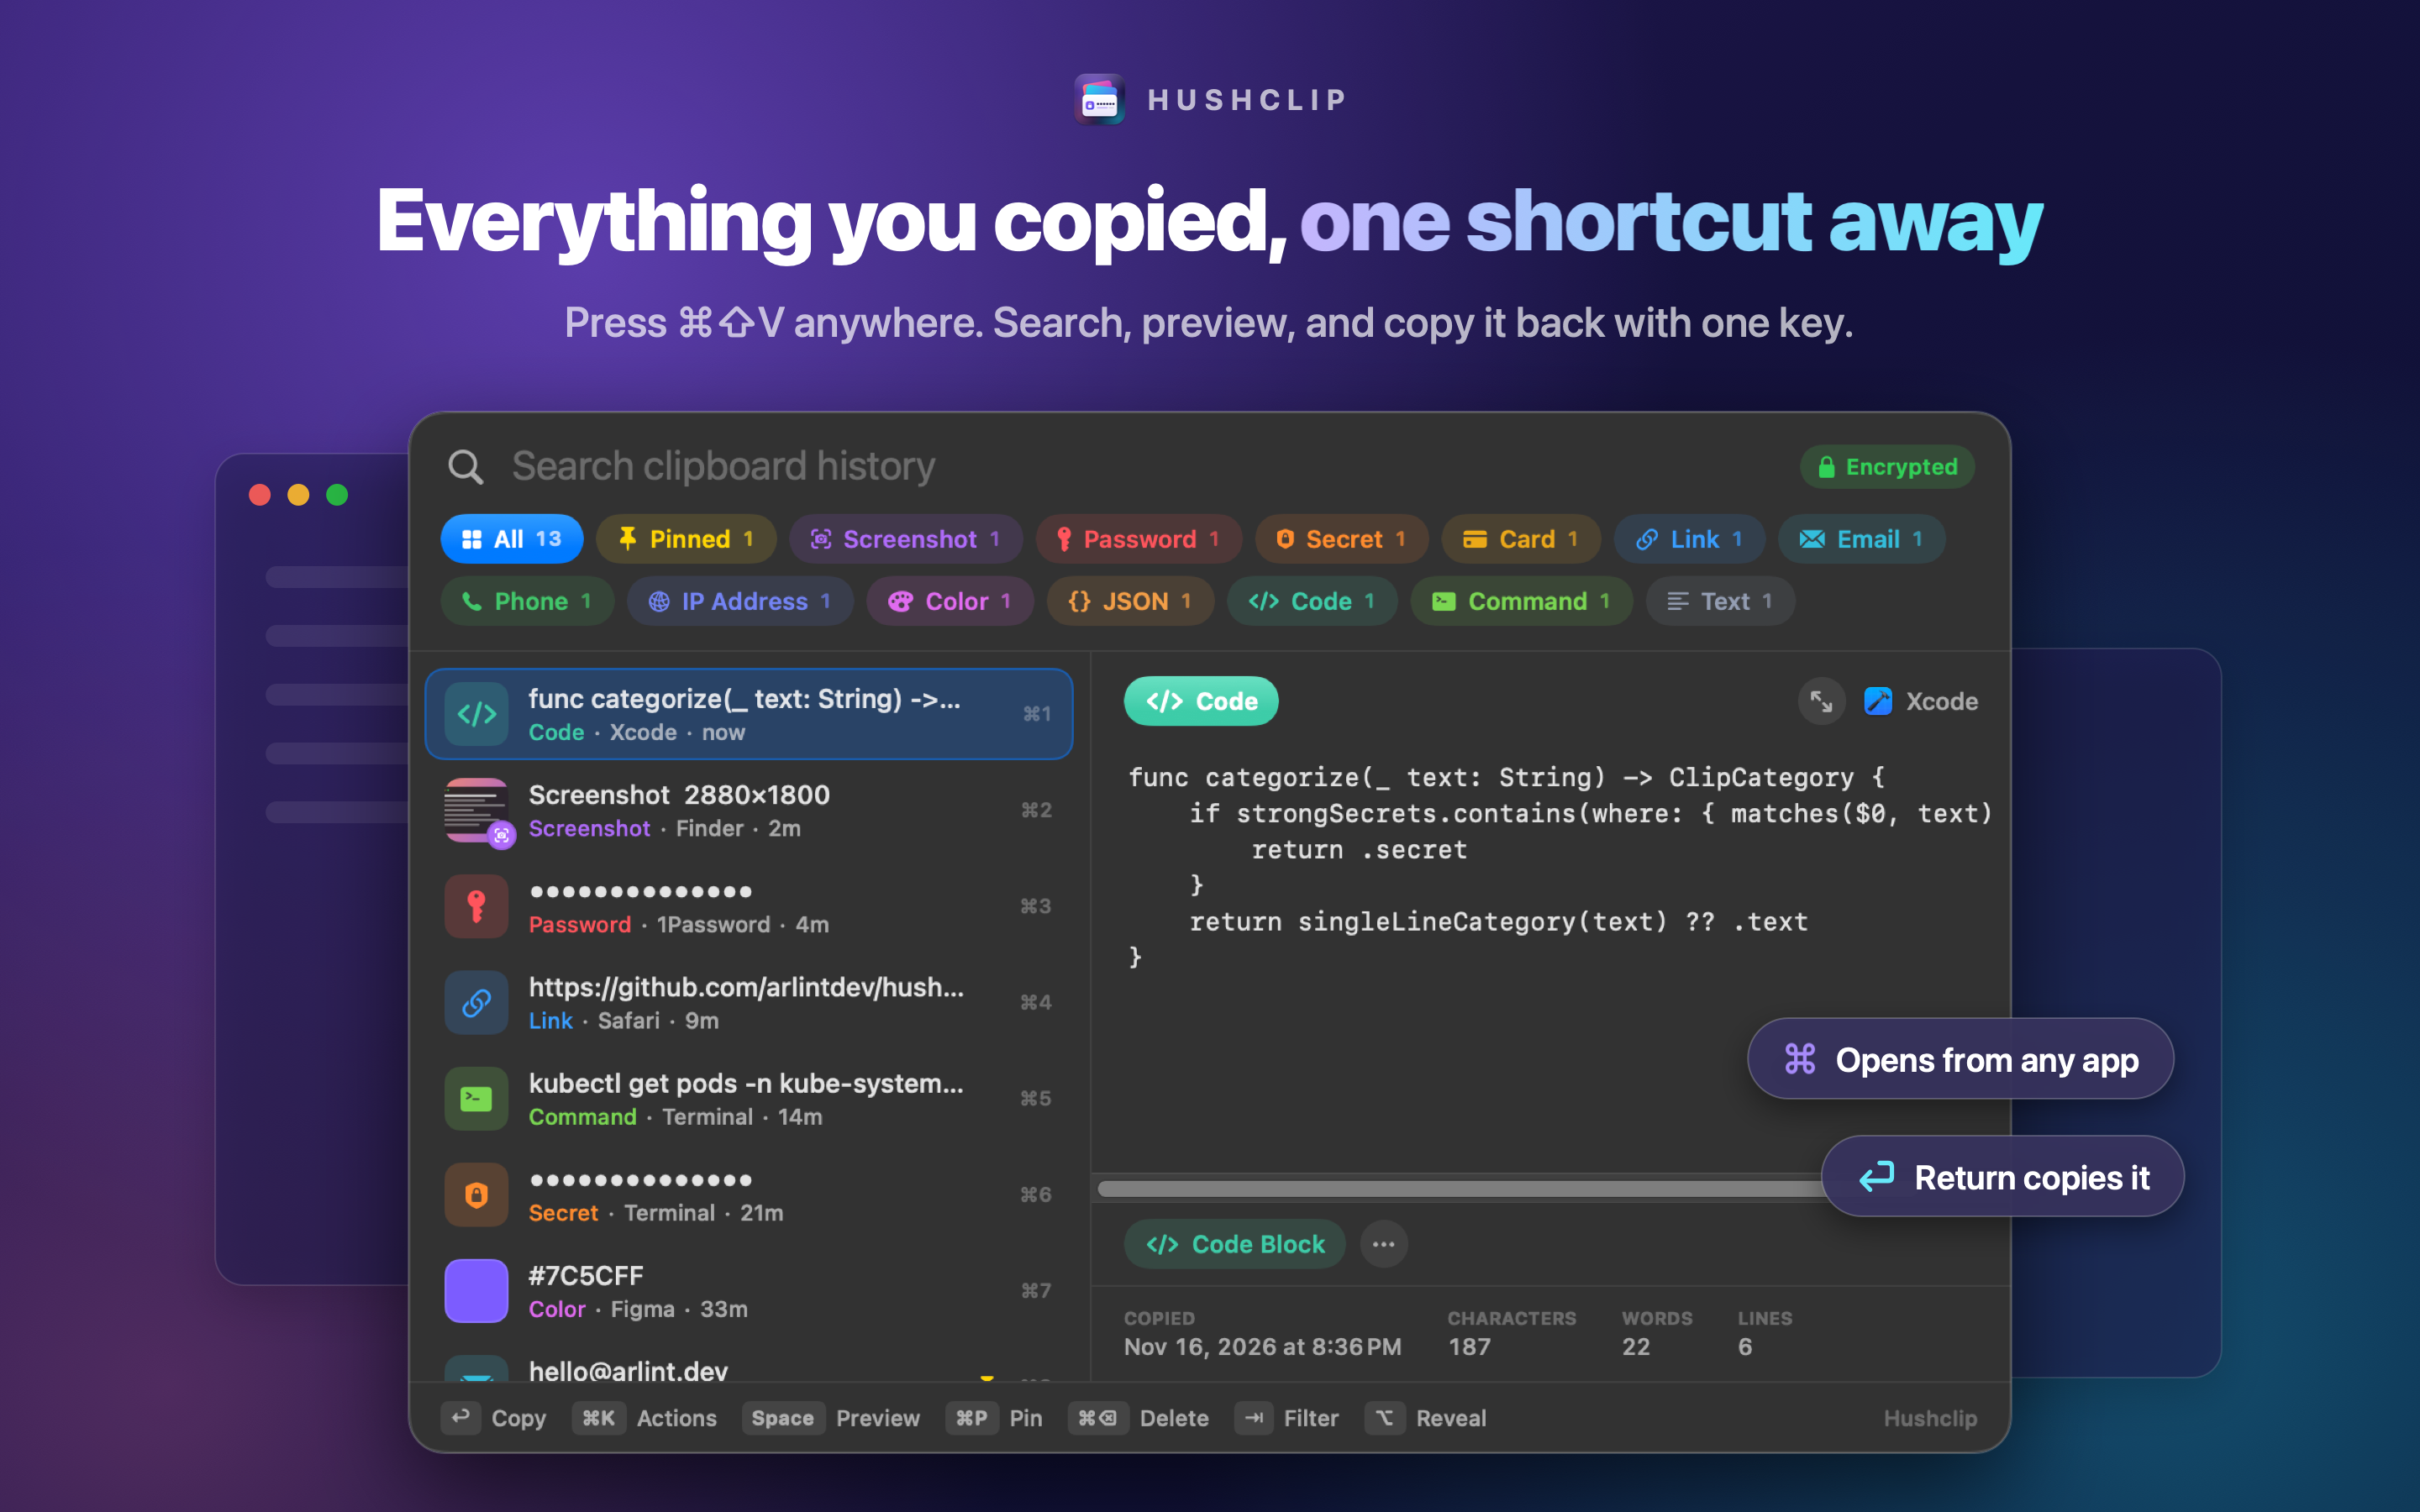 HUSHCLIP
Everything you copied, one shortcut away
Press ⌘⇧V anywhere. Search, preview, and copy it back with one key.
Search clipboard history
Encrypted
All 13
Pinned 1
Screenshot 1
Password 1
Secret 1
Card 1
Link 1
Email 1
Phone 1
IP Address 1
Color 1
{} JSON 1
</> Code 1
Command 1
Text 1
</>
func categorize(_ text: String) ->...
Code · Xcode · now
⌘1
Screenshot 2880×1800
Screenshot · Finder · 2m
⌘2
•••••••••••••• 
Password · 1Password · 4m
⌘3
https://github.com/arlintdev/hush...
Link · Safari · 9m
⌘4
kubectl get pods -n kube-system...
Command · Terminal · 14m
⌘5
••••••••••••••
Secret · Terminal · 21m
⌘6
#7C5CFF
Color · Figma · 33m
⌘7
hello@arlint.dev
</> Code
Xcode
func categorize(_ text: String) -> ClipCategory {
    if strongSecrets.contains(where: { matches($0, text)
        return .secret
    }
    return singleLineCategory(text) ?? .text
}
⌘ Opens from any app
Return copies it
</> Code Block
COPIED
Nov 16, 2026 at 8:36 PM
CHARACTERS
187
WORDS
22
LINES
6
↩ Copy
⌘K Actions
Space Preview
⌘P Pin
⌘⌫ Delete
⇥ Filter
⌥ Reveal
Hushclip